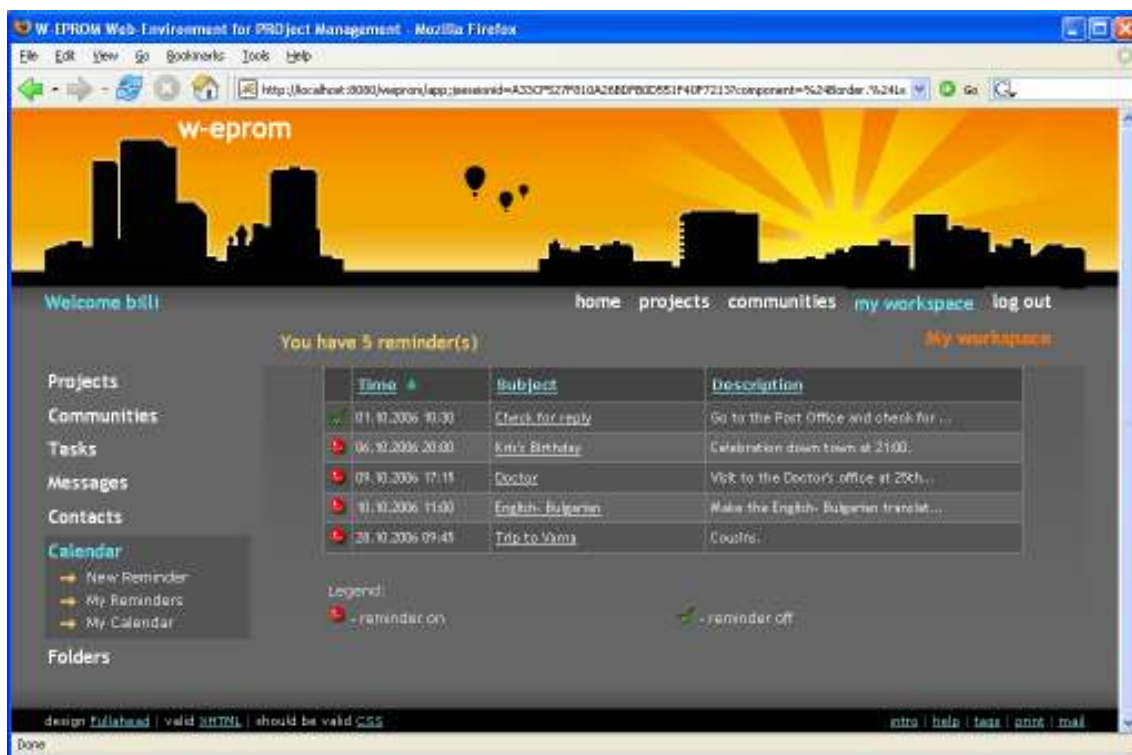 W-EPROM Web-Environment for PROject Management - Mozilla Firefox
File Edit View Go Bookmarks Tools Help
Go
w-eprom
Welcome billi
home projects communities my workspace log out
You have 5 reminder(s)
My workspace
Projects
Communities
Tasks
Messages
Contacts
Calendar
New Reminder
My Reminders
My Calendar
Folders
Time Subject Description
01.10.2006 10:30 Check for reply Go to the Post Office and check for ...
06.10.2006 20:00 Kris's Birthday Celebration down town at 21:00.
09.10.2006 17:15 Doctor Visit to the Doctor's office at 25th...
10.10.2006 11:00 English- Bulgarian Make the English- Bulgarian translat...
28.10.2006 09:45 Trip to Varna Cousins.
Legend:
- reminder on - reminder off
design Fullahead | valid XHTML | should be valid CSS
intro | help | tags | print | mail
Done